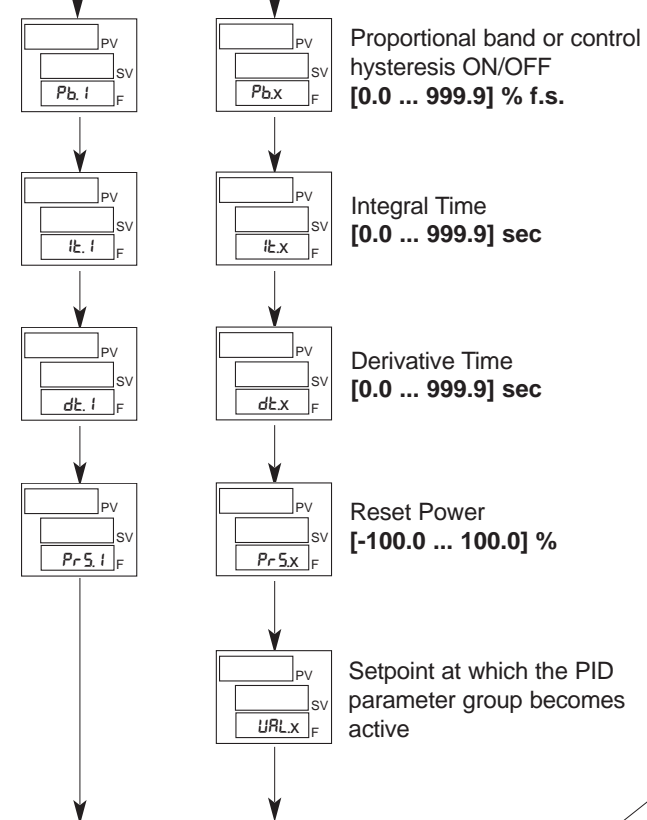 PV
SV
Pb. 1 F
PV
SV
Pb.x F
Proportional band or control
hysteresis ON/OFF
[0.0 ... 999.9] % f.s.
PV
SV
It. 1 F
PV
SV
It.x F
Integral Time
[0.0 ... 999.9] sec
PV
SV
dt. 1 F
PV
SV
dt.x F
Derivative Time
[0.0 ... 999.9] sec
PV
SV
PrS. 1 F
PV
SV
PrS.x F
Reset Power
[-100.0 ... 100.0] %
PV
SV
UAL.x F
Setpoint at which the PID
parameter group becomes
active